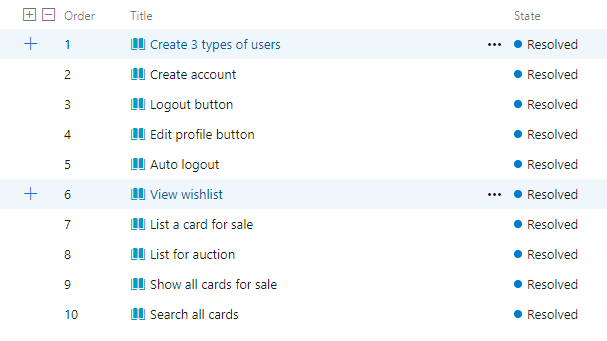 Order Title State
1 Create 3 types of users ••• Resolved
2 Create account Resolved
3 Logout button Resolved
4 Edit profile button Resolved
5 Auto logout Resolved
6 View wishlist ••• Resolved
7 List a card for sale Resolved
8 List for auction Resolved
9 Show all cards for sale Resolved
10 Search all cards Resolved